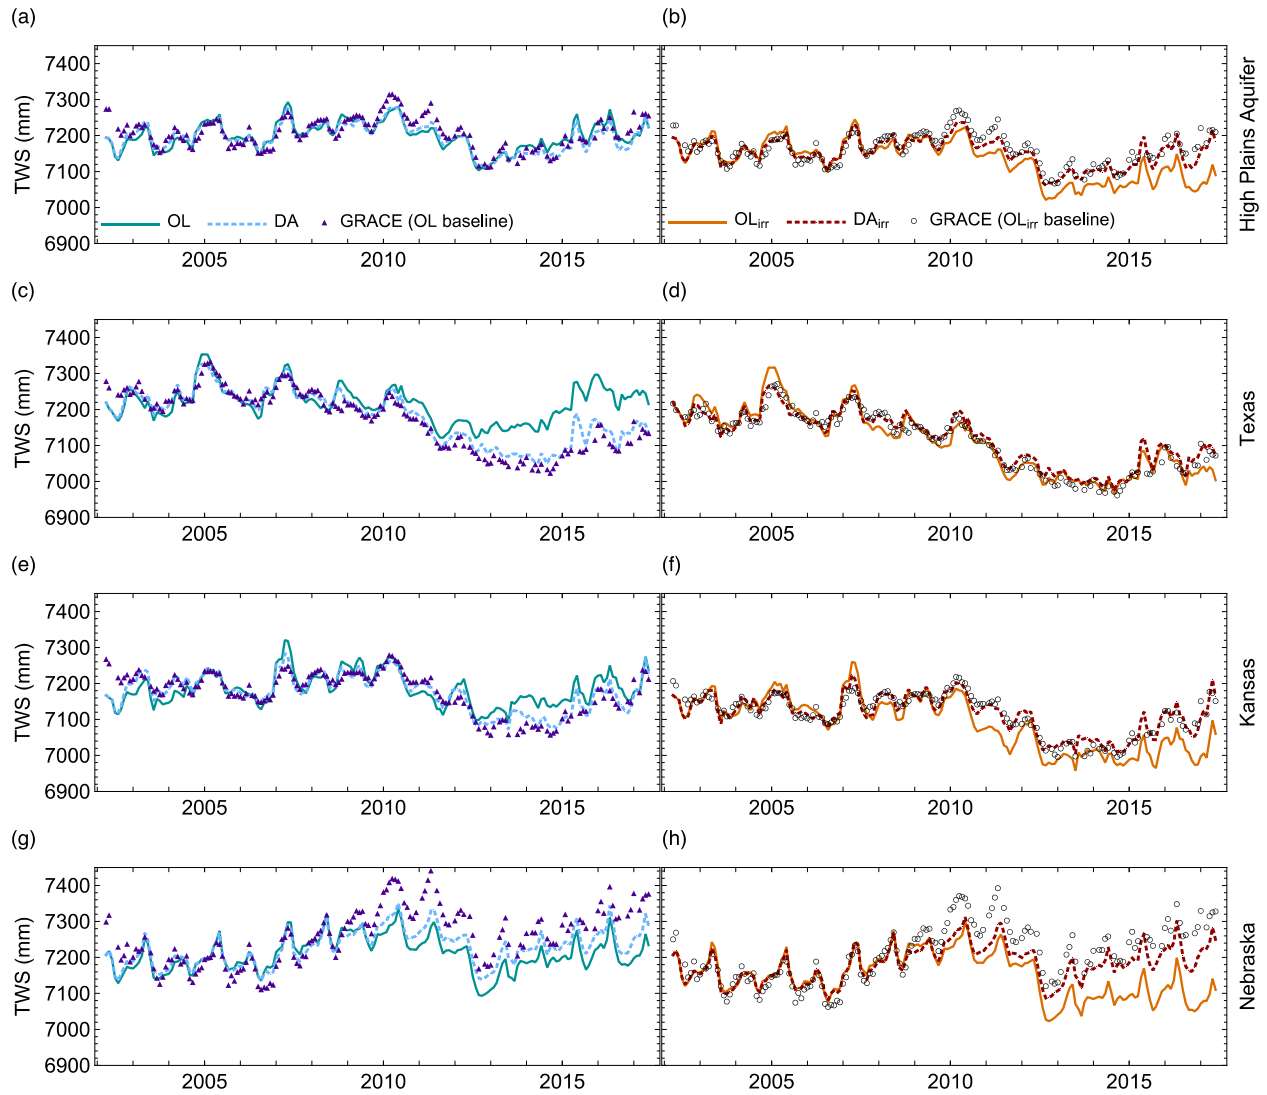 (a)
(b)
7400
7300
7200
7100
7000
6900
TWS (mm)
OL
DA
GRACE (OL baseline)
OLirr
DAirr
GRACE (OLirr baseline)
2005
2010
2015
2005
2010
2015
High Plains Aquifer
(c)
(d)
7400
7300
7200
7100
7000
6900
TWS (mm)
2005
2010
2015
2005
2010
2015
Texas
(e)
(f)
7400
7300
7200
7100
7000
6900
TWS (mm)
2005
2010
2015
2005
2010
2015
Kansas
(g)
(h)
7400
7300
7200
7100
7000
6900
TWS (mm)
2005
2010
2015
2005
2010
2015
Nebraska